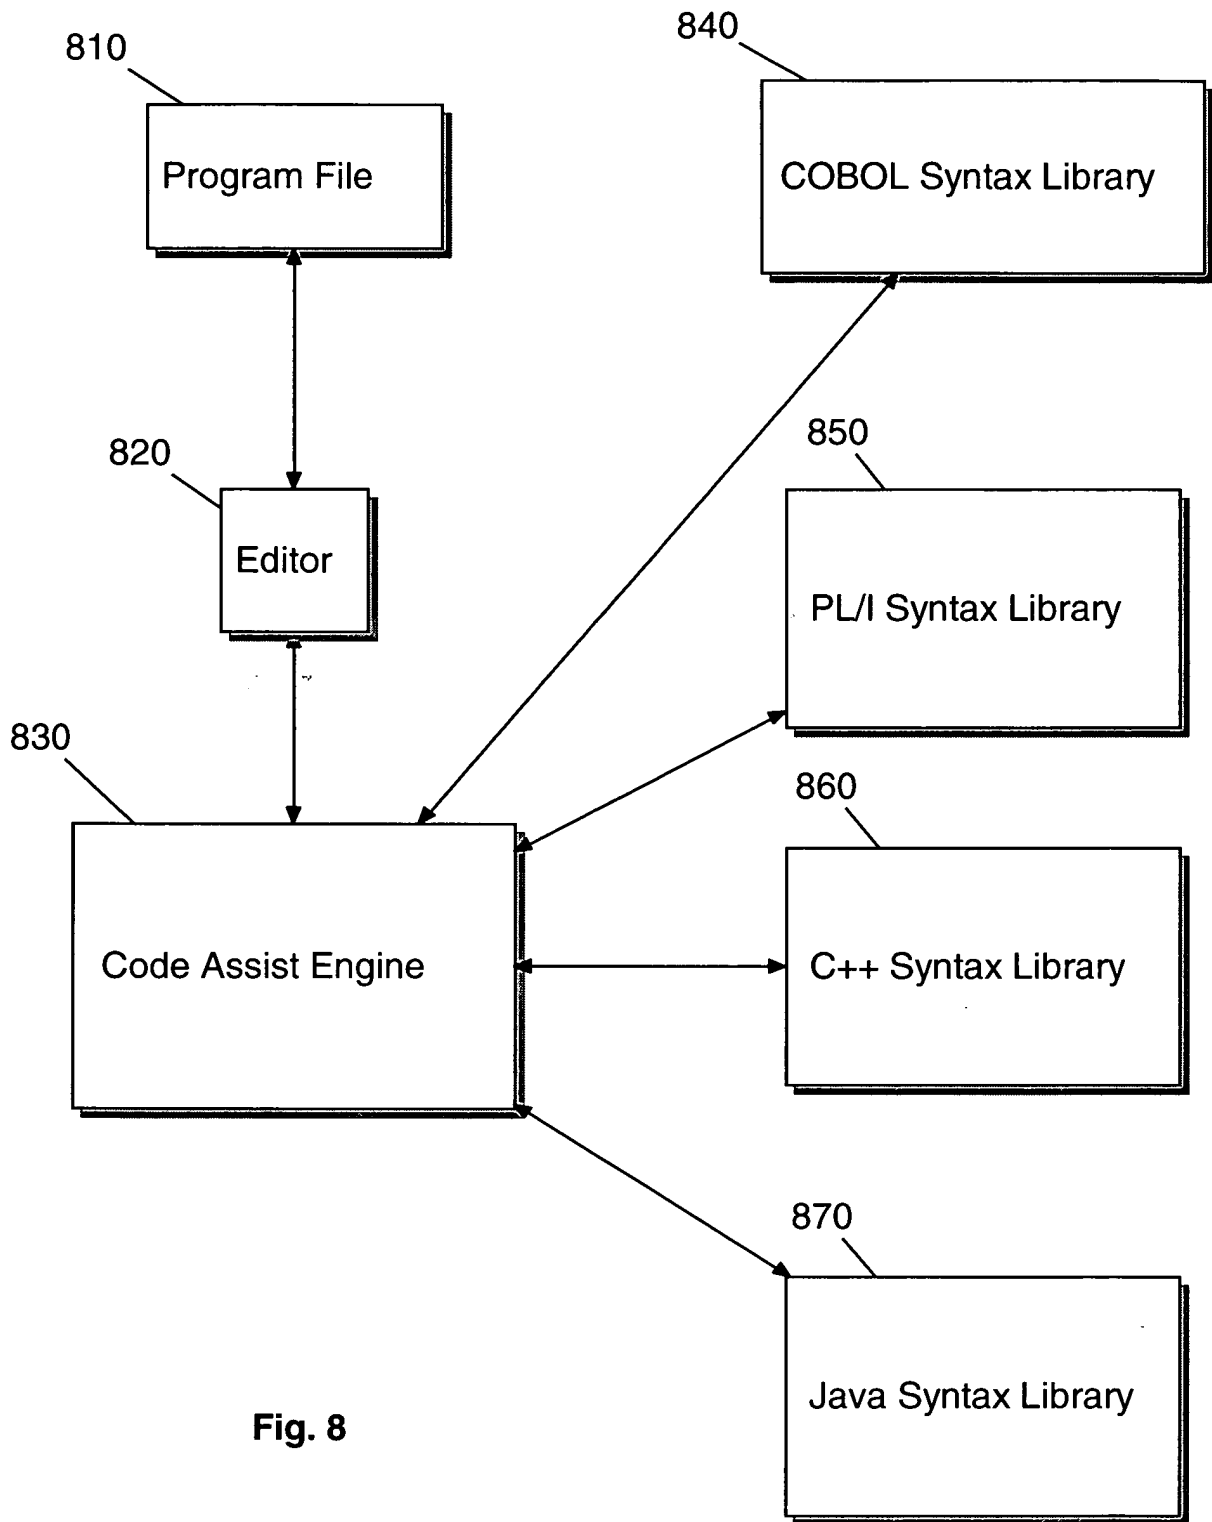 810
Program File
840
COBOL Syntax Library
820
Editor
850
PL/I Syntax Library
830
Code Assist Engine
860
C++ Syntax Library
870
Java Syntax Library
Fig. 8